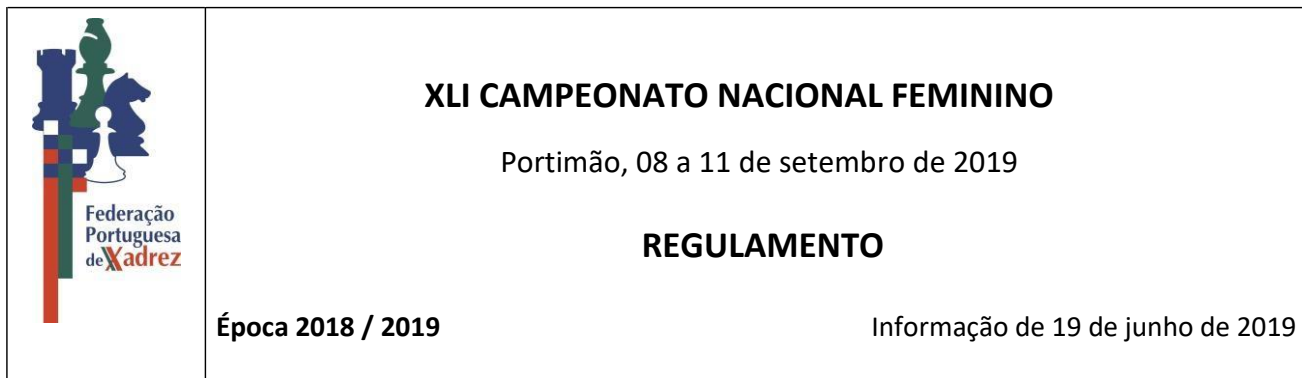 Federação
Portuguesa
de Xadrez
XLI CAMPEONATO NACIONAL FEMININO
Portimão, 08 a 11 de setembro de 2019
REGULAMENTO
Época 2018 / 2019 Informação de 19 de junho de 2019